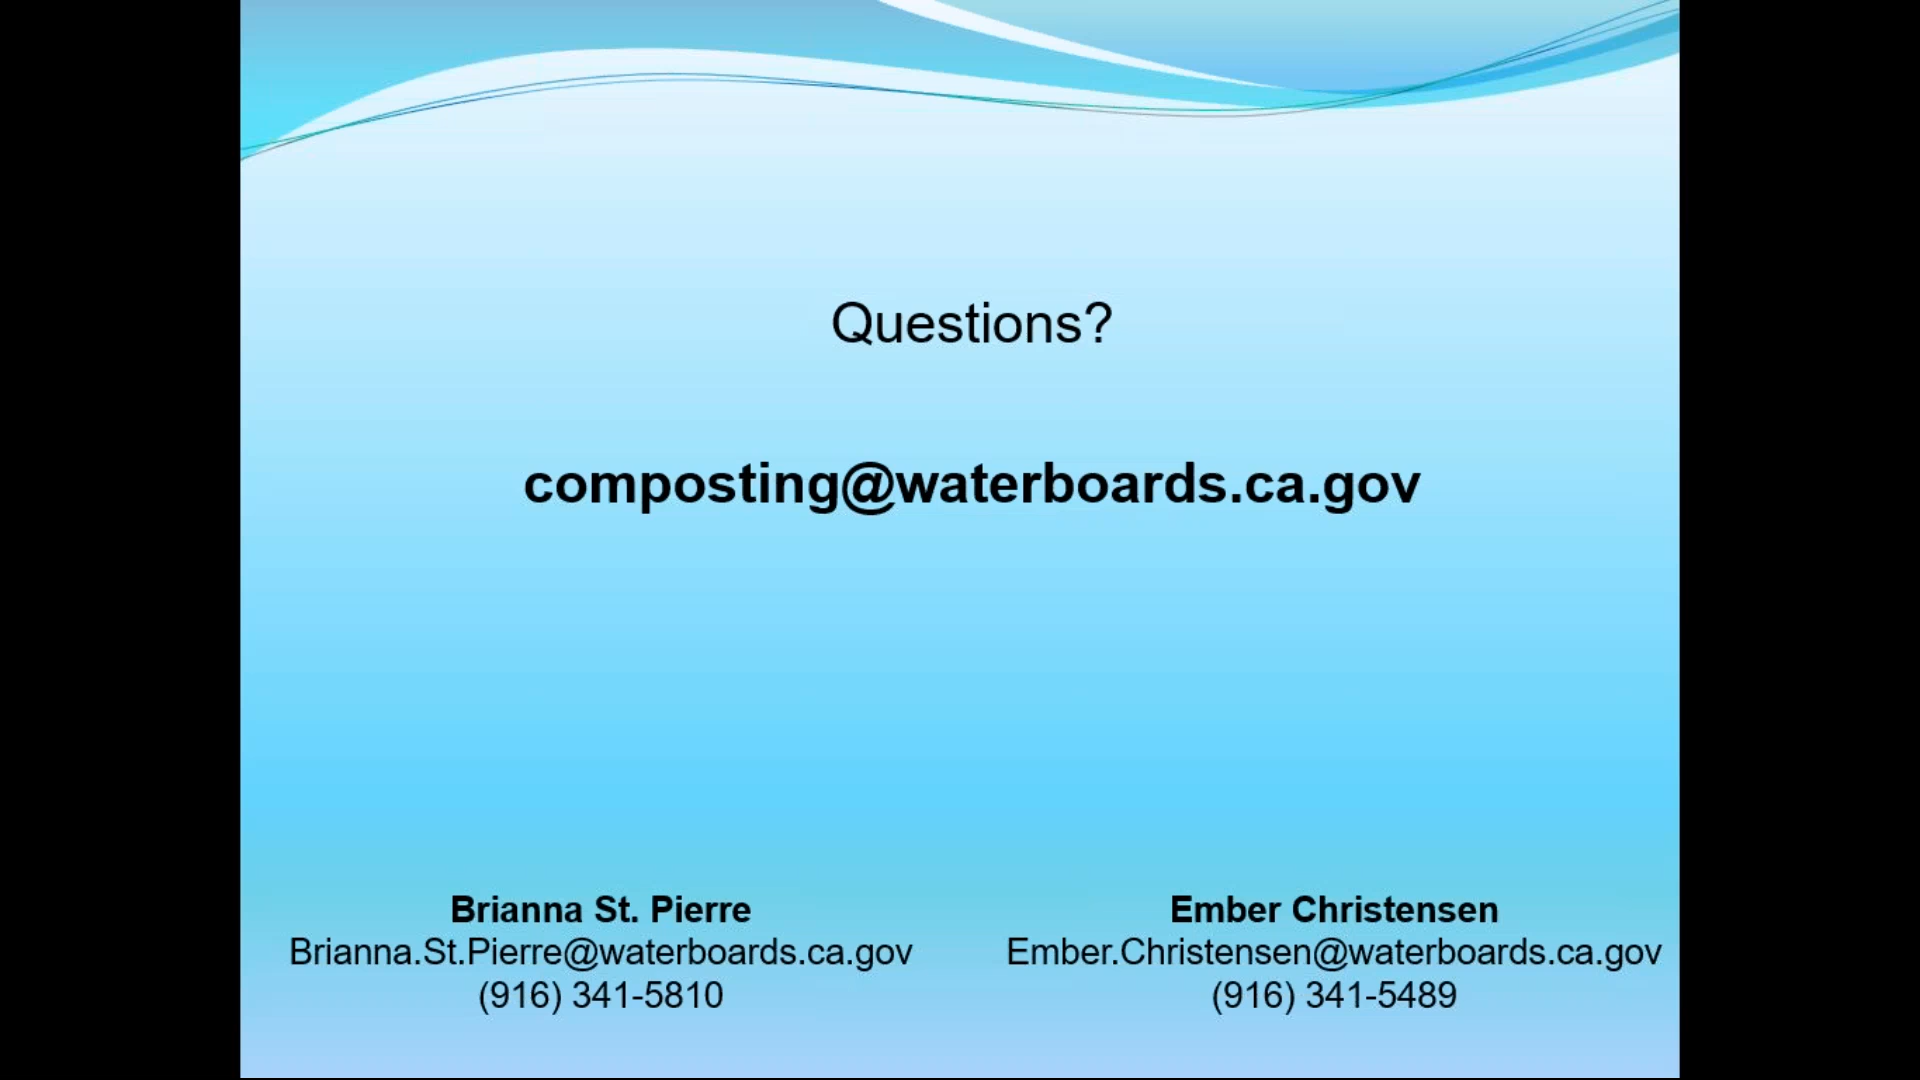 Questions?
composting@waterboards.ca.gov
Brianna St. Pierre
Brianna.St.Pierre@waterboards.ca.gov
(916) 341-5810
Ember Christensen
Ember.Christensen@waterboards.ca.gov
(916) 341-5489